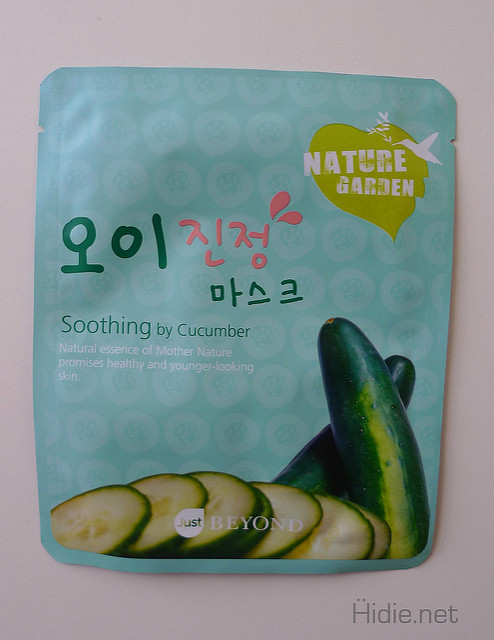 NATURE
GARDEN
오이 진정
마스크
Soothing by Cucumber
Natural essence of Mother Nature
promises healthy and younger-looking
skin.
Just BEYOND
Ḧidie.net